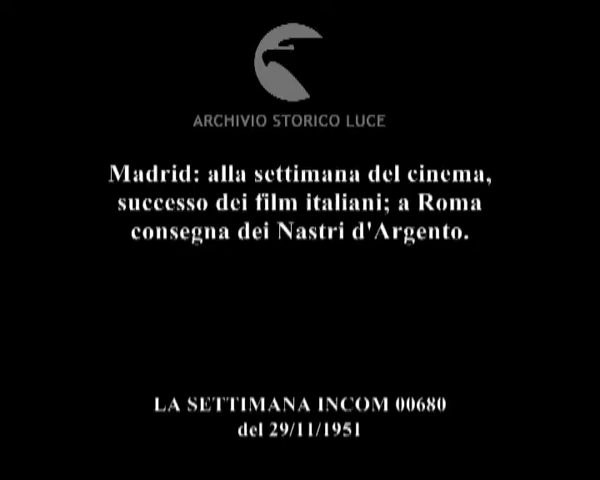 ARCHIVIO STORICO LUCE
Madrid: alla settimana del cinema,
successo dei film italiani; a Roma
consegna dei Nastri d'Argento.
LA SETTIMANA INCOM 00680
del 29/11/1951